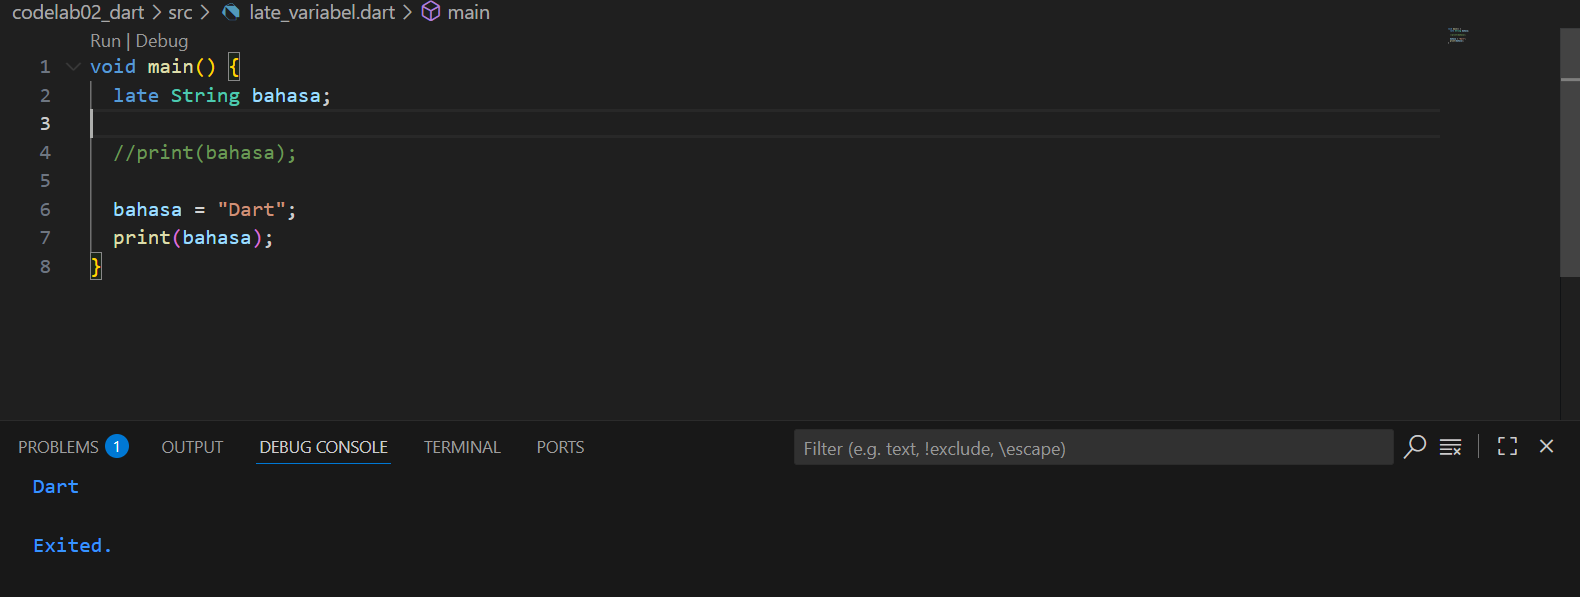 codelab02_dart > src > late_variabel.dart > main
Run | Debug
1 void main() {
2 late String bahasa;
3
4 //print(bahasa);
5
6 bahasa = "Dart";
7 print(bahasa);
8 }
PROBLEMS 1 OUTPUT DEBUG CONSOLE TERMINAL PORTS Filter (e.g. text, !exclude, \escape)
Dart
Exited.